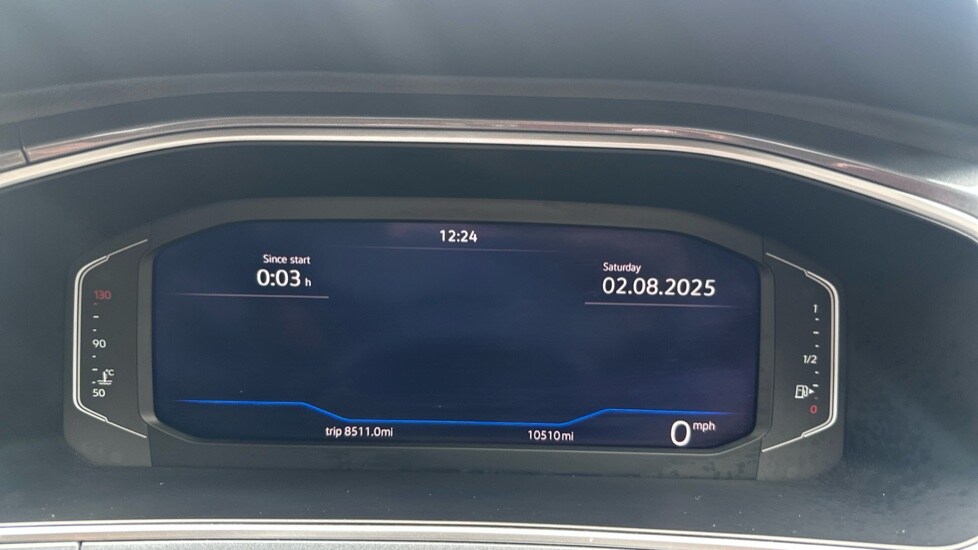 12:24
Since start
0:03 h
Saturday
02.08.2025
130
90
°C
50
1
1/2
0
trip 8511.0mi
10510mi
0 mph